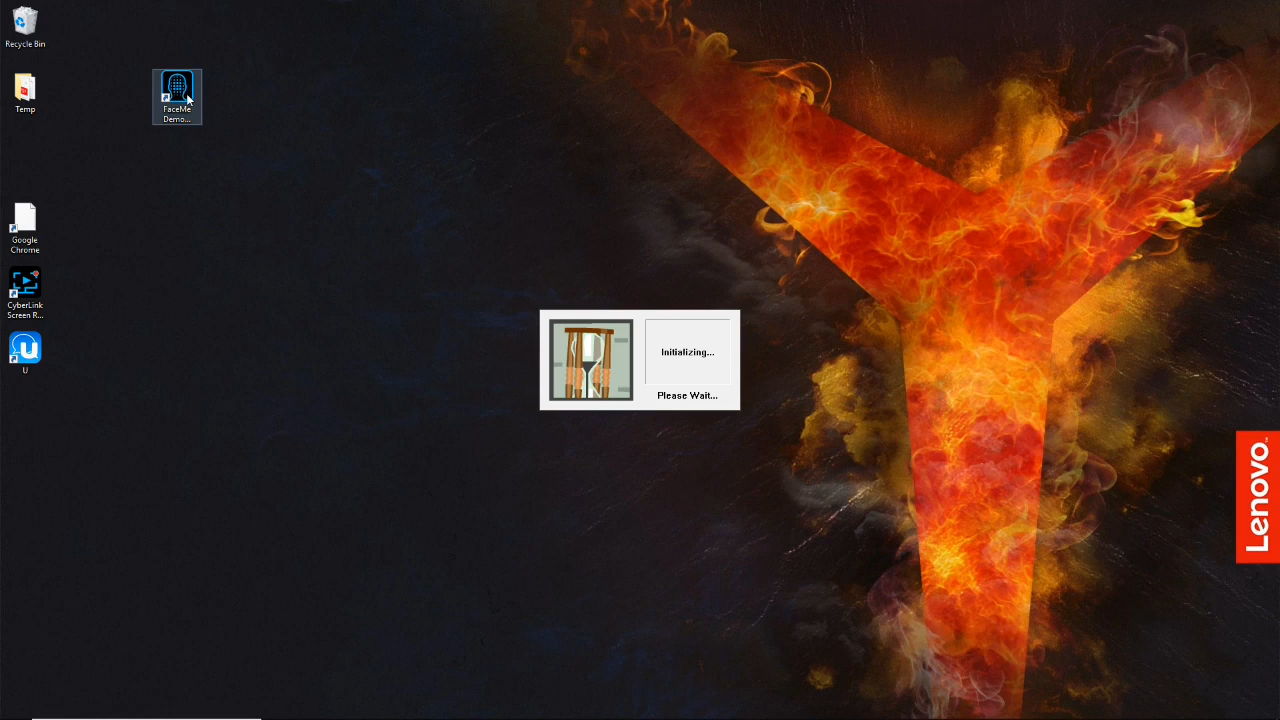 Recycle Bin
Temp
FaceMe
Demo...
Google
Chrome
CyberLink
Screen R...
U
Initializing...
Please Wait...
Lenovo